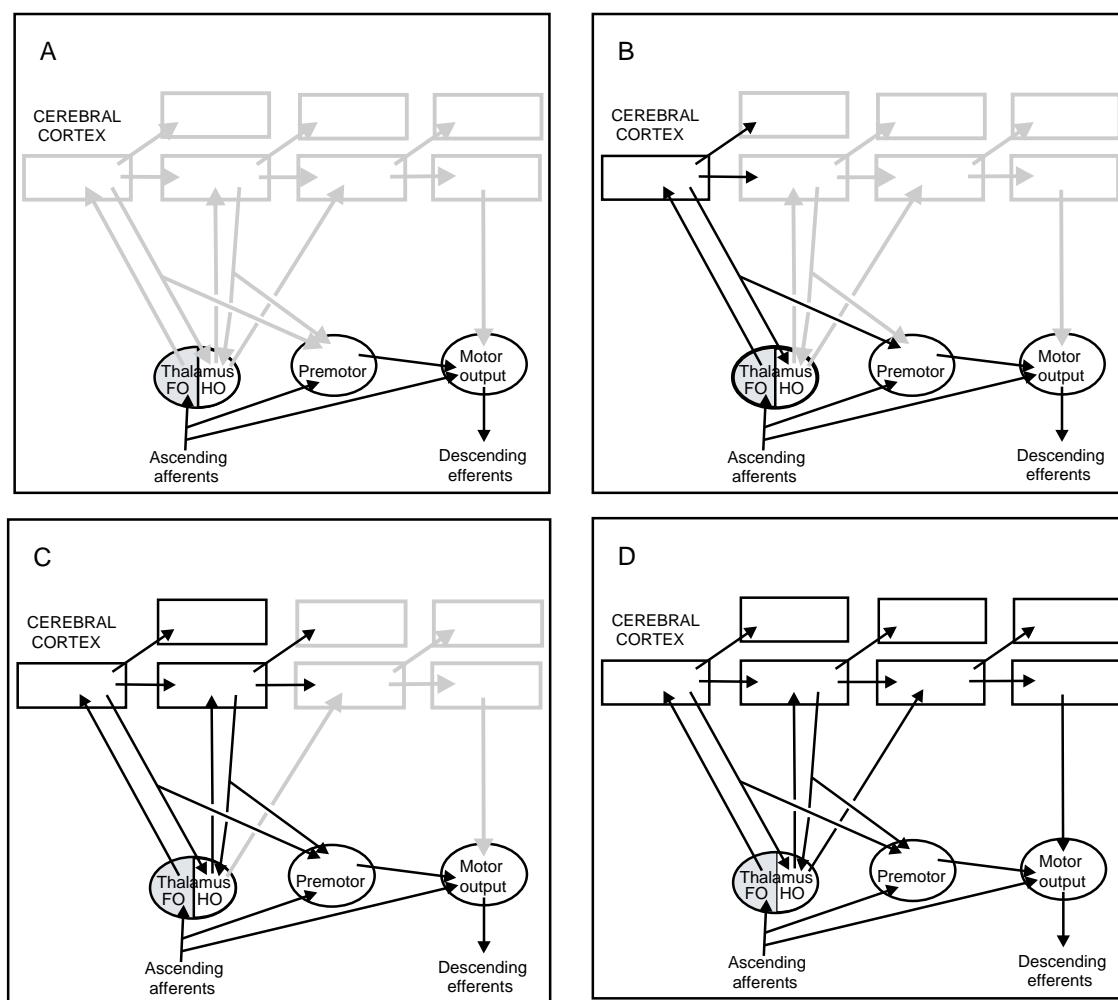 A
CEREBRAL
CORTEX
Thalamus
FO HO
Premotor
Motor
output
Ascending
afferents
Descending
efferents
B
CEREBRAL
CORTEX
Thalamus
FO HO
Premotor
Motor
output
Ascending
afferents
Descending
efferents
C
CEREBRAL
CORTEX
Thalamus
FO HO
Premotor
Motor
output
Ascending
afferents
Descending
efferents
D
CEREBRAL
CORTEX
Thalamus
FO HO
Premotor
Motor
output
Ascending
afferents
Descending
efferents